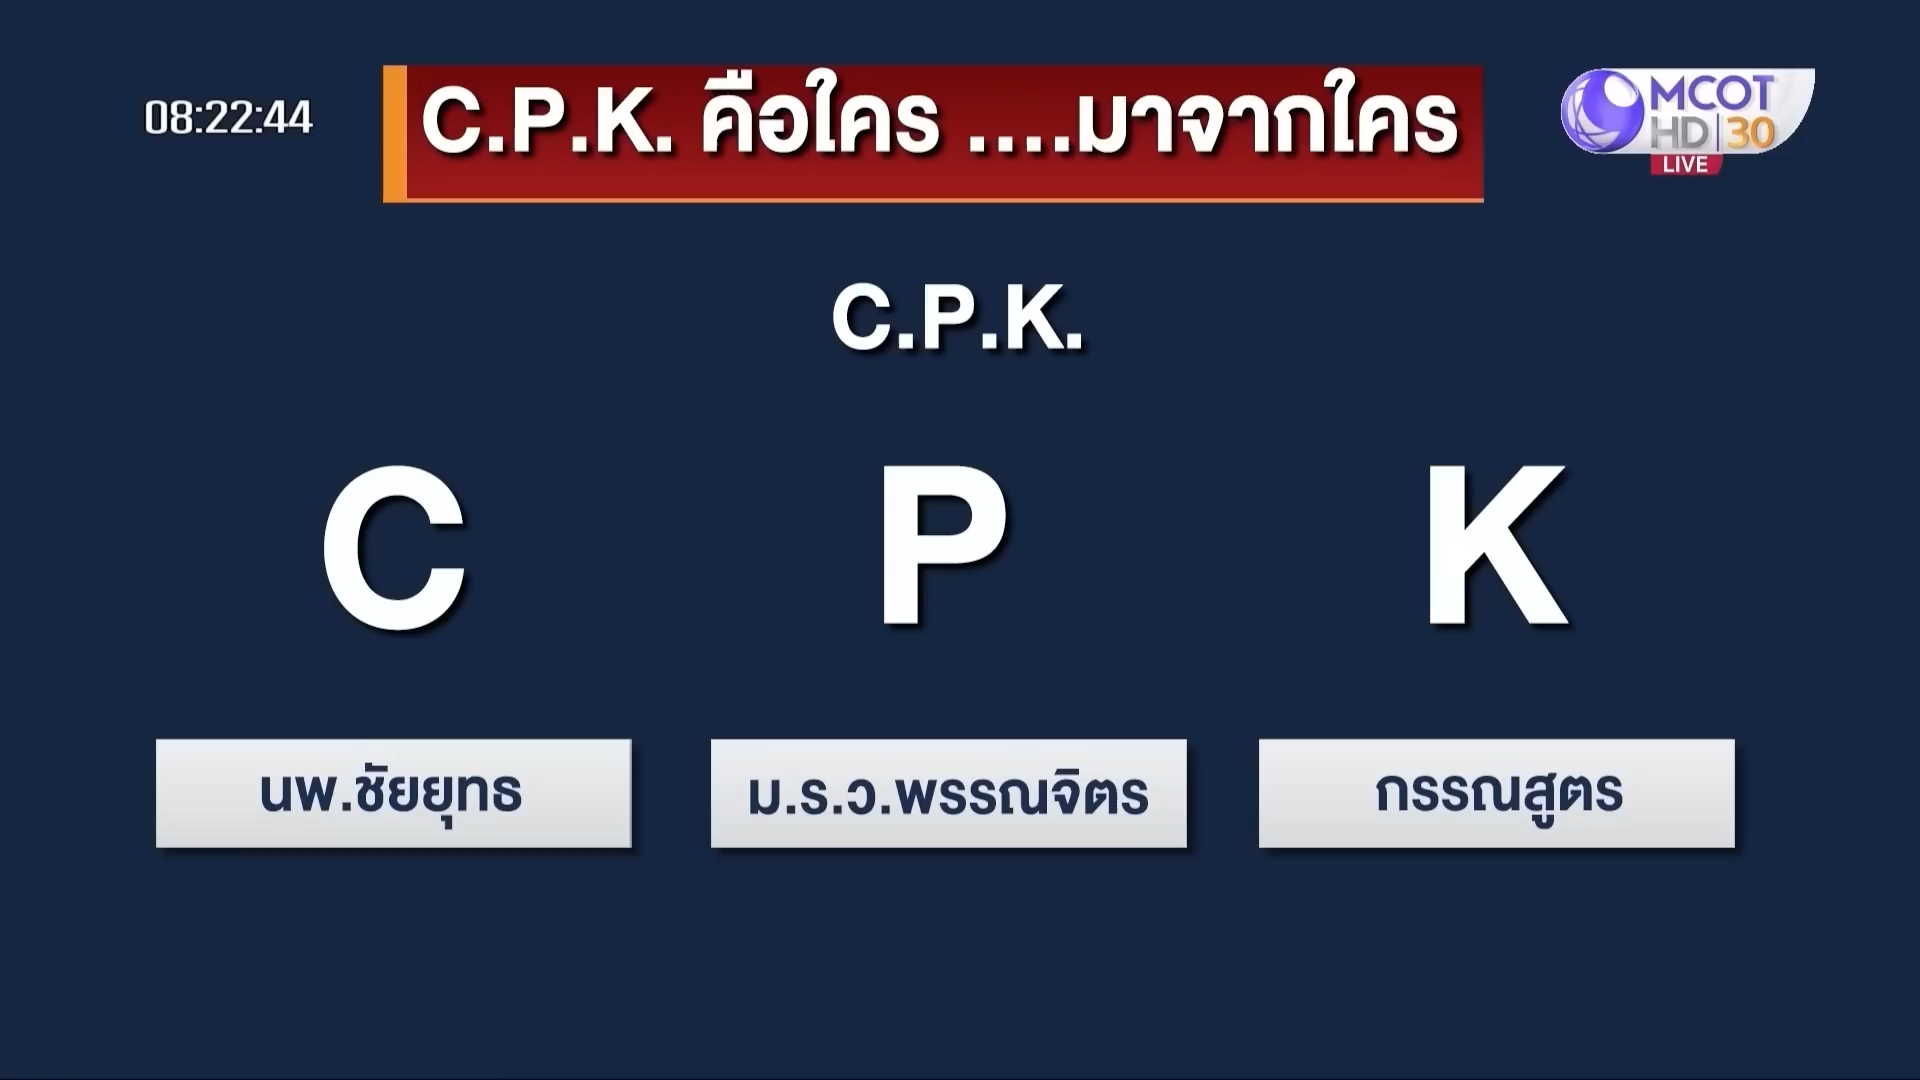 08:22:44
C.P.K. คือใคร ....มาจากใคร
MCOT
HD|30
LIVE
C.P.K.
C P K
นพ.ชัยยุทธ ม.ร.ว.พรรณจิตร กรรณสูตร